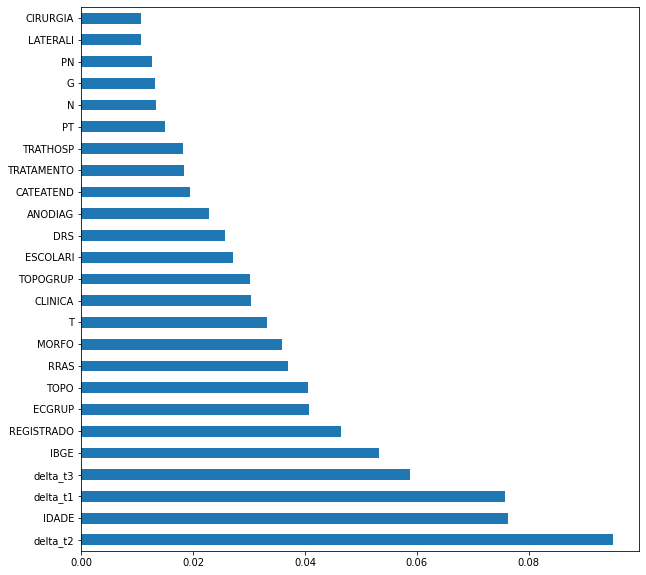 CIRURGIA
LATERALI
PN
G
N
PT
TRATHOSP
TRATAMENTO
CATEATEND
ANODIAG
DRS
ESCOLARI
TOPOGRUP
CLINICA
T
MORFO
RRAS
TOPO
ECGRUP
REGISTRADO
IBGE
delta_t3
delta_t1
IDADE
delta_t2
0.00 0.02 0.04 0.06 0.08